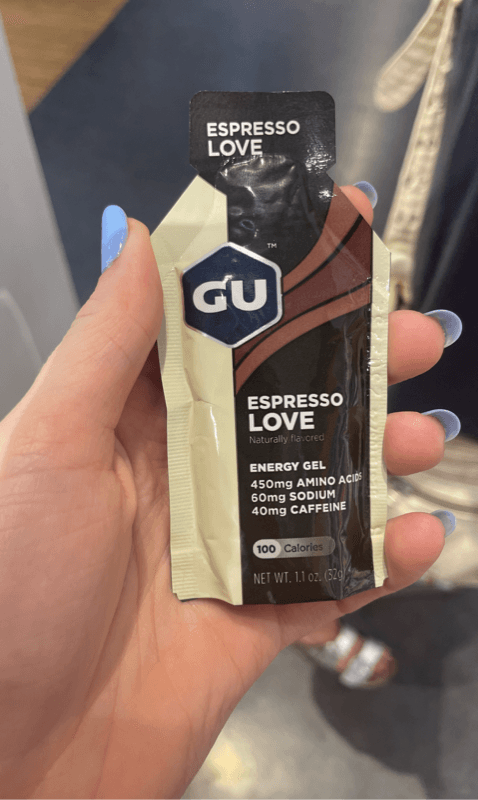 ESPRESSO
LOVE
GU
™
ESPRESSO
LOVE
Naturally flavored
ENERGY GEL
450mg AMINO ACIDS
60mg SODIUM
40mg CAFFEINE
100 Calories
NET WT. 1.1 oz. (32g)